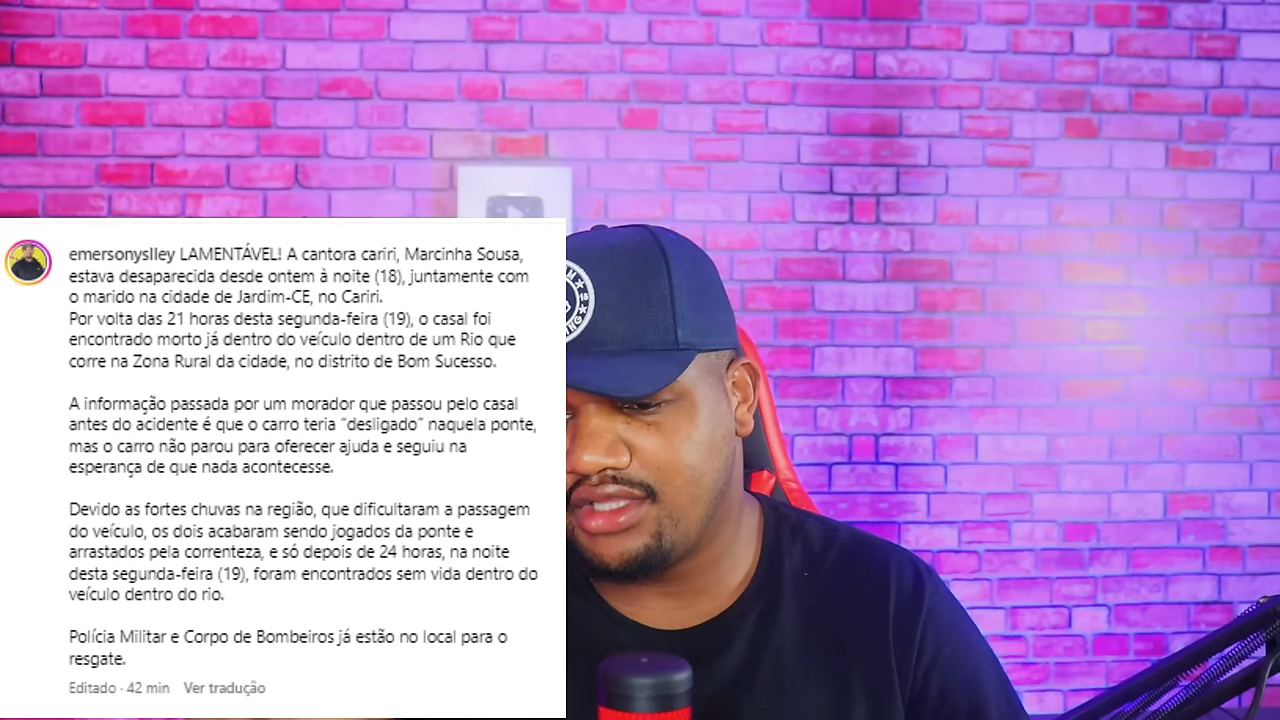 emersonyslley LAMENTÁVEL! A cantora cariri, Marcinha Sousa,
estava desaparecida desde ontem à noite (18), juntamente com
o marido na cidade de Jardim-CE, no Cariri.
Por volta das 21 horas desta segunda-feira (19), o casal foi
encontrado morto já dentro do veículo dentro de um Rio que
corre na Zona Rural da cidade, no distrito de Bom Sucesso.
A informação passada por um morador que passou pelo casal
antes do acidente é que o carro teria “desligado” naquela ponte,
mas o carro não parou para oferecer ajuda e seguiu na
esperança de que nada acontecesse.
Devido as fortes chuvas na região, que dificultaram a passagem
do veículo, os dois acabaram sendo jogados da ponte e
arrastados pela correnteza, e só depois de 24 horas, na noite
desta segunda-feira (19), foram encontrados sem vida dentro do
veículo dentro do rio.
Polícia Militar e Corpo de Bombeiros já estão no local para o
resgate.
Editado · 42 min Ver tradução